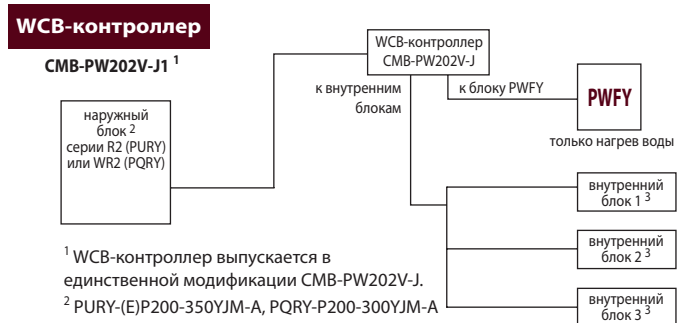 WCB-контроллер
CMB-PW202V-J1 ¹
наружный
блок ²
серии R2 (PURY)
или WR2 (PQRY)
WCB-контроллер
CMB-PW202V-J
к внутренним
блокам
к блоку PWFY
PWFY
только нагрев воды
внутренний
блок 1 ³
внутренний
блок 2 ³
внутренний
блок 3 ³
¹ WCB-контроллер выпускается в
единственной модификации CMB-PW202V-J.
² PURY-(E)P200-350YJM-A, PQRY-P200-300YJM-A